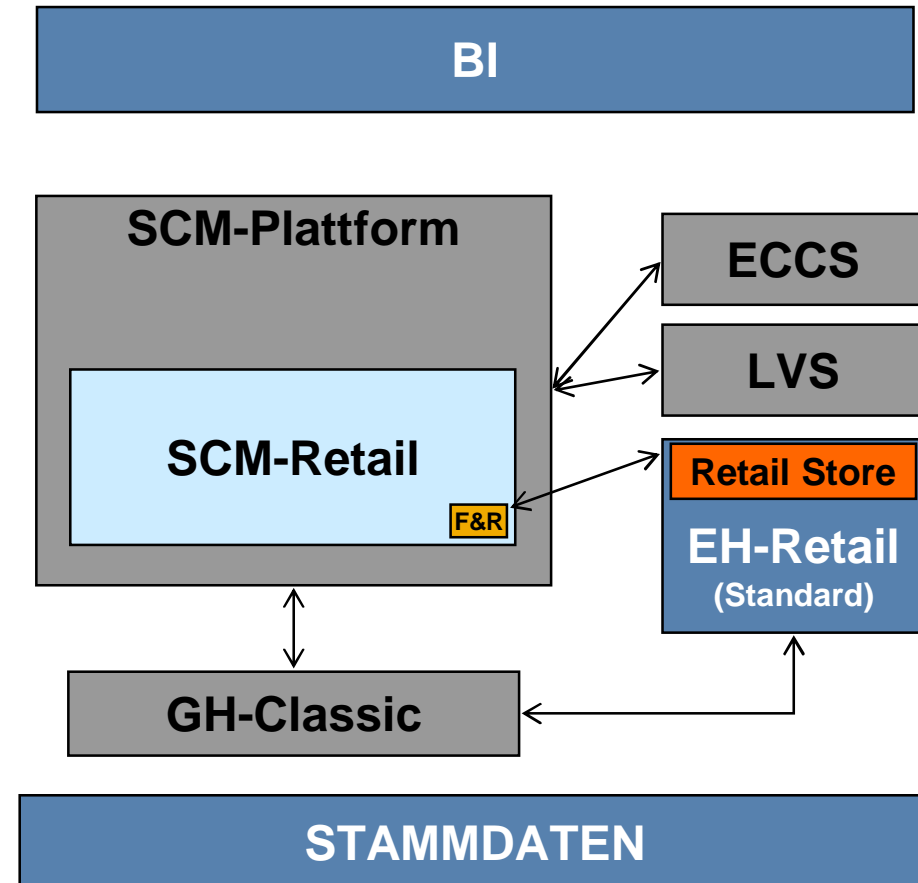 BI
SCM-Plattform
ECCS
LVS
SCM-Retail
F&R
Retail Store
EH-Retail
(Standard)
GH-Classic
STAMMDATEN